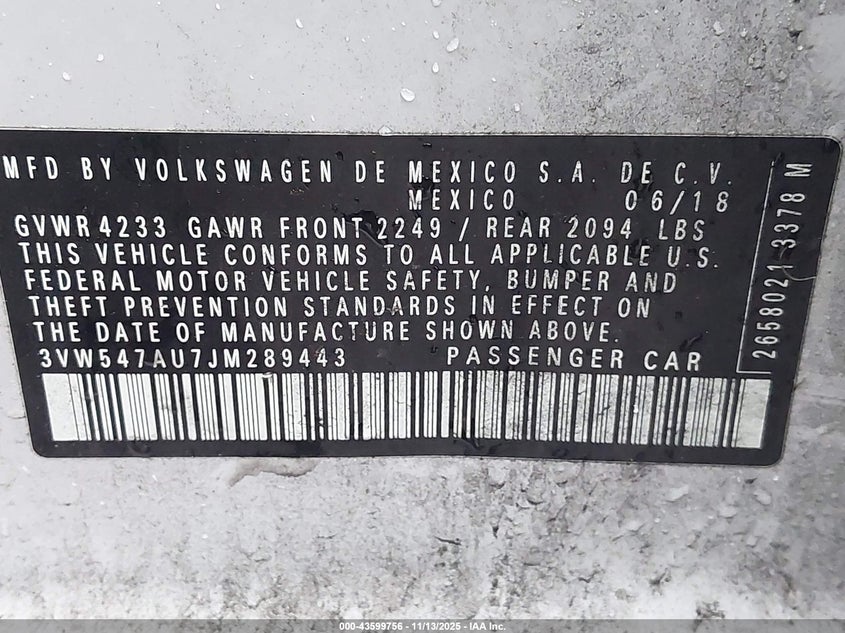 MFD BY VOLKSWAGEN DE MEXICO S.A. DE C.V.
MEXICO 06/18
GVWR 4233 GAWR FRONT 2249 / REAR 2094 LBS
THIS VEHICLE CONFORMS TO ALL APPLICABLE U.S.
FEDERAL MOTOR VEHICLE SAFETY, BUMPER AND
THEFT PREVENTION STANDARDS IN EFFECT ON
THE DATE OF MANUFACTURE SHOWN ABOVE.
3VW547AU7JM289443 PASSENGER CAR
2658021-3378 M
000-43599756 | 11/13/2025 - IAA Inc.